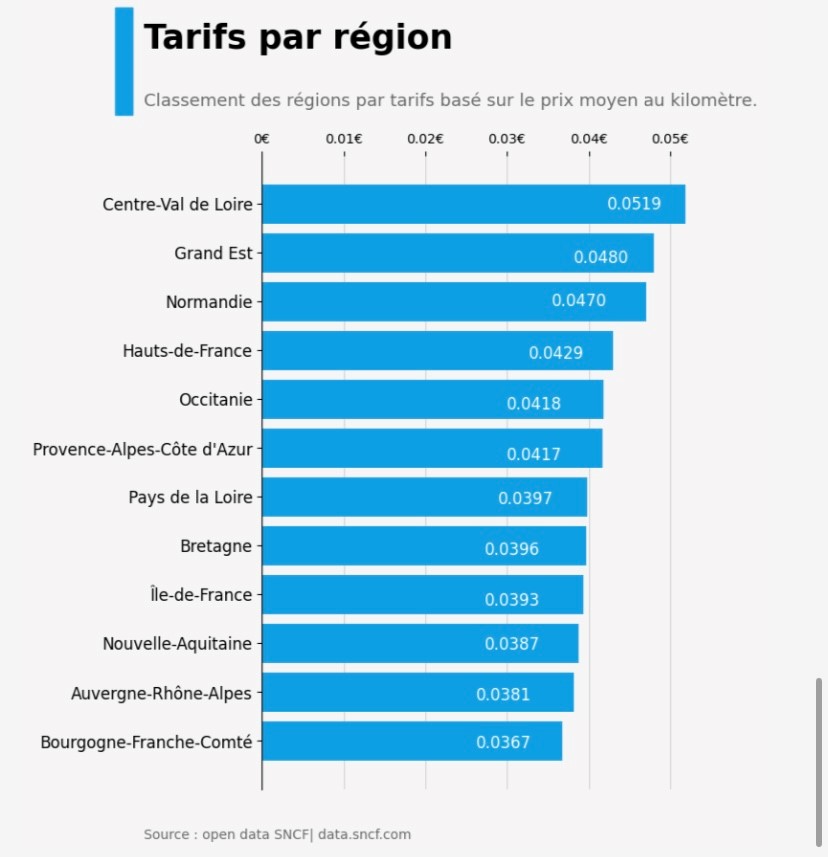 Tarifs par région
Classement des régions par tarifs basé sur le prix moyen au kilomètre.
0€ 0.01€ 0.02€ 0.03€ 0.04€ 0.05€
Centre-Val de Loire 0.0519
Grand Est 0.0480
Normandie 0.0470
Hauts-de-France 0.0429
Occitanie 0.0418
Provence-Alpes-Côte d'Azur 0.0417
Pays de la Loire 0.0397
Bretagne 0.0396
Île-de-France 0.0393
Nouvelle-Aquitaine 0.0387
Auvergne-Rhône-Alpes 0.0381
Bourgogne-Franche-Comté 0.0367
Source : open data SNCF| data.sncf.com